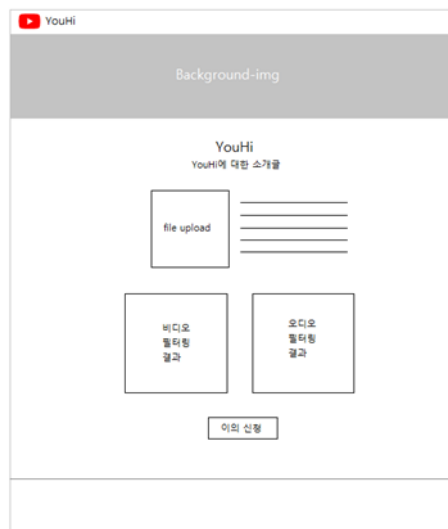 YouHi
Background-img
YouHi
YouHi에 대한 소개글
file upload
비디오
필터링
결과
오디오
필터링
결과
이의 신청